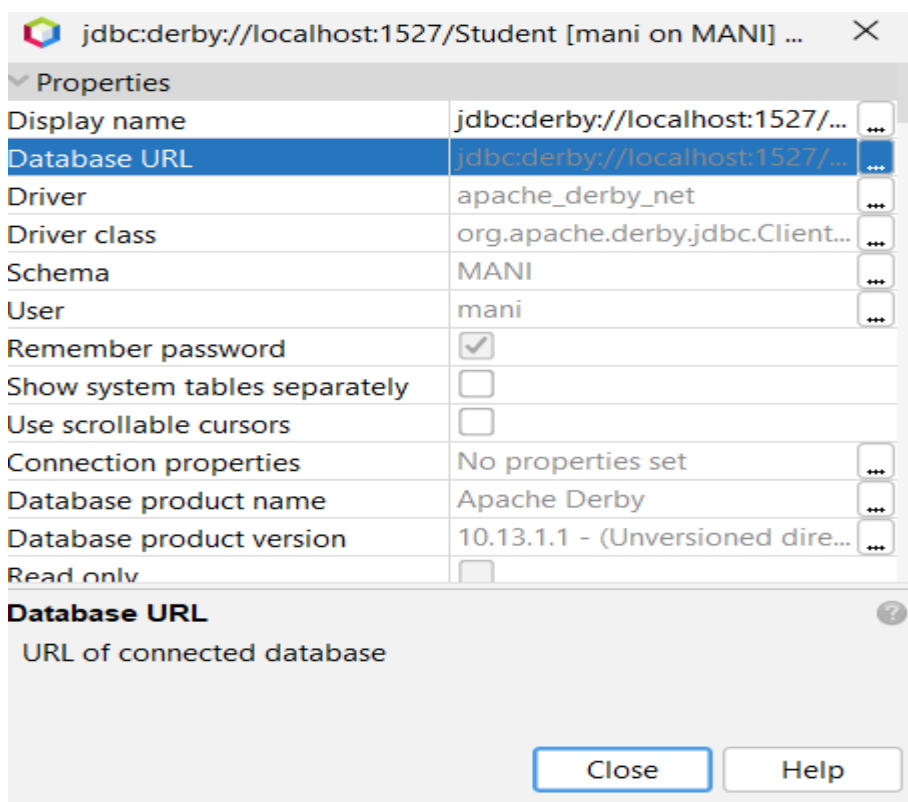 jdbc:derby://localhost:1527/Student [mani on MANI] ...
Properties
Display name jdbc:derby://localhost:1527/... ...
Database URL jdbc:derby://localhost:1527/... ...
Driver apache_derby_net ...
Driver class org.apache.derby.jdbc.Client... ...
Schema MANI ...
User mani ...
Remember password
Show system tables separately
Use scrollable cursors
Connection properties No properties set ...
Database product name Apache Derby ...
Database product version 10.13.1.1 - (Unversioned dire... ...
Read only
Database URL ?
URL of connected database
Close Help